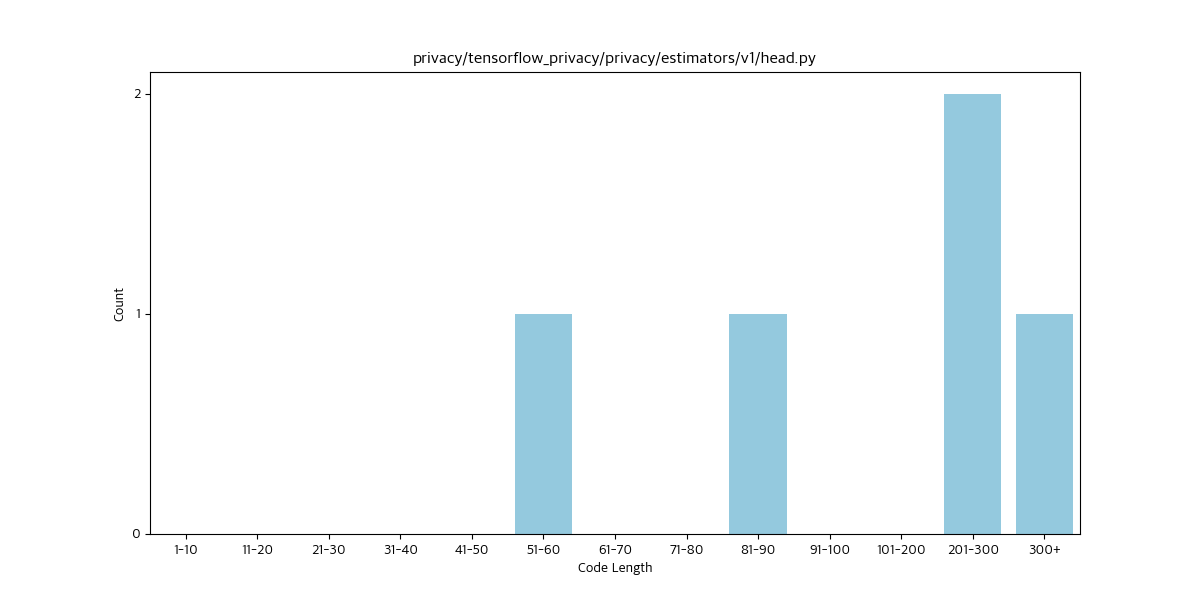 privacy/tensorflow_privacy/privacy/estimators/v1/head.py
2
1
0
Count
1-10 11-20 21-30 31-40 41-50 51-60 61-70 71-80 81-90 91-100 101-200 201-300 300+
Code Length